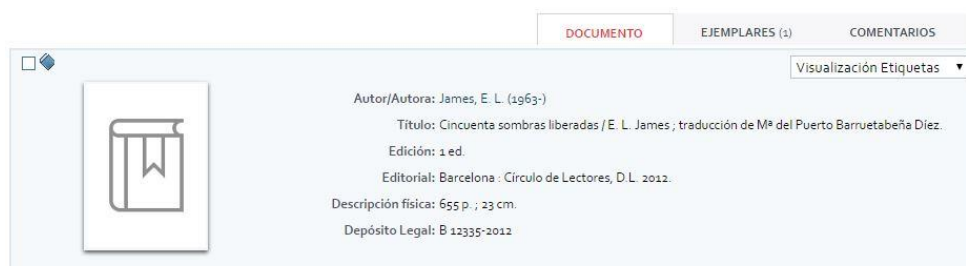 DOCUMENTO EJEMPLARES (1) COMENTARIOS
Visualización Etiquetas
Autor/Autora: James, E. L. (1963-)
Título: Cincuenta sombras liberadas / E. L. James ; traducción de Mª del Puerto Barruetabeña Díez.
Edición: 1 ed.
Editorial: Barcelona : Círculo de Lectores, D.L. 2012.
Descripción física: 655 p. ; 23 cm.
Depósito Legal: B 12335-2012